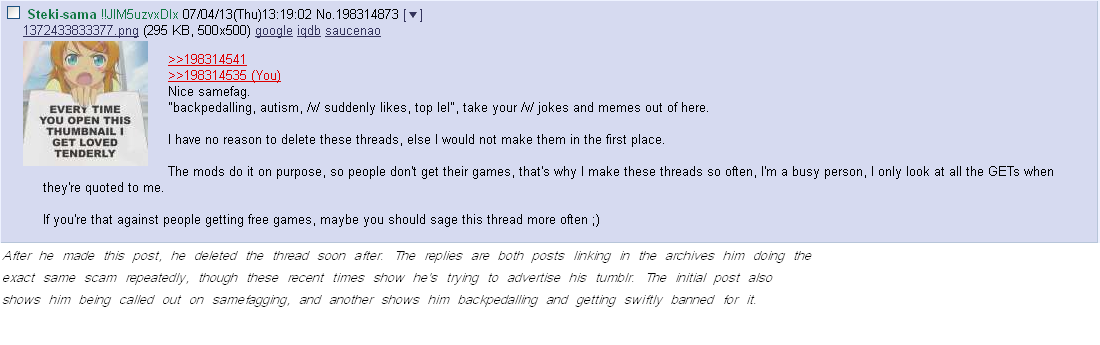 Steki-sama !!JIM5uzvxDIx 07/04/13(Thu)13:19:02 No.198314873 [▼]
1372433833377.png (295 KB, 500x500) google iqdb saucenao
EVERY TIME
YOU OPEN THIS
THUMBNAIL I
GET LOVED
TENDERLY
>>198314541
>>198314535 (You)
Nice samefag.
"backpedalling, autism, /v/ suddenly likes, top lel", take your /v/ jokes and memes out of here.
I have no reason to delete these threads, else I would not make them in the first place.
The mods do it on purpose, so people don't get their games, that's why I make these threads so often, I'm a busy person, I only look at all the GETs when
they're quoted to me.
If you're that against people getting free games, maybe you should sage this thread more often ;)
After he made this post, he deleted the thread soon after. The replies are both posts linking in the archives him doing the
exact same scam repeatedly, though these recent times show he's trying to advertise his tumblr. The initial post also
shows him being called out on samefagging, and another shows him backpedalling and getting swiftly banned for it.